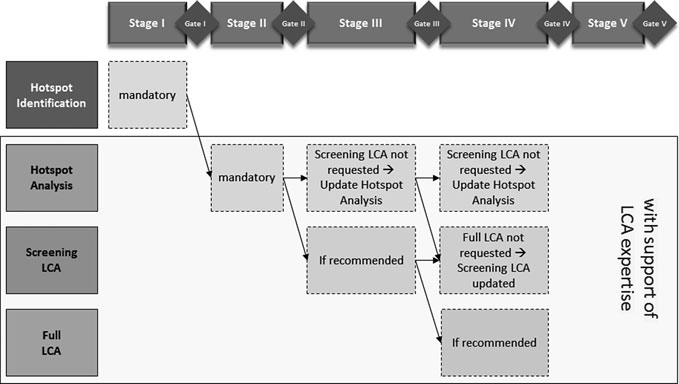 Stage I
Gate I
Stage II
Gate II
Stage III
Gate III
Stage IV
Gate IV
Stage V
Gate V
Hotspot
Identification
mandatory
Hotspot
Analysis
mandatory
Screening LCA not
requested →
Update Hotspot
Analysis
Screening LCA not
requested →
Update Hotspot
Analysis
Screening
LCA
If recommended
Full LCA not
requested →
Screening LCA
updated
Full
LCA
If recommended
with support of
LCA expertise